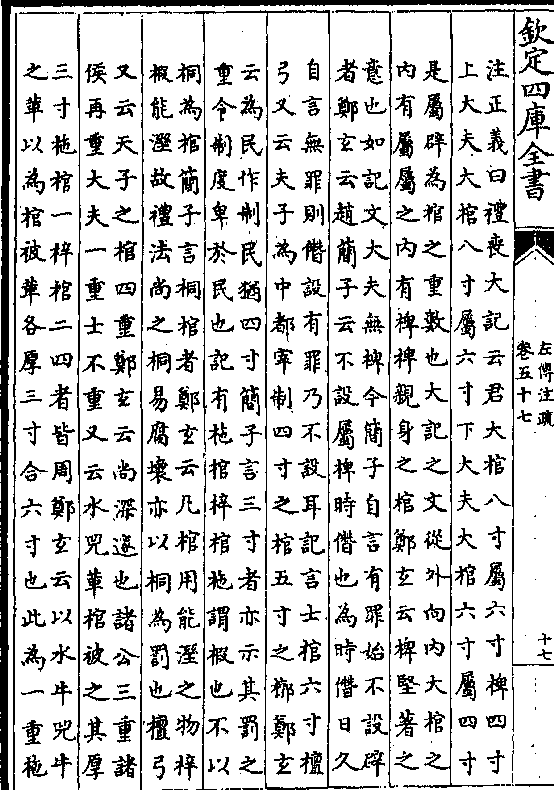 欽定四庫全書
左傳注疏
卷五十七
十七
注正義曰禮喪大記云君大棺八寸屬六寸椑四寸
上大夫大棺八寸屬六寸下大夫大棺六寸屬四寸
是屬辟為棺之重數也大記之文從外向內大棺之
內有屬屬之內有椑椑親身之棺鄭玄云椑堅著之
意也如記文大夫無椑今簡子自言有罪始不設辟
者鄭玄云趙簡子云不設屬椑時僭也為時僭日久
自言無罪則僭設有罪乃不設耳記言士棺六寸檀
弓又云夫子為中都宰制四寸之棺五寸之槨鄭玄
云為民作制民猶四寸簡子言三寸者亦示其罰之
重令制度卑於民也記有杝棺梓棺杝謂椴也不以
桐為棺簡子言桐棺者鄭玄云凡棺用能溼之物梓
椴能溼故禮法尚之桐易腐壞亦以桐為罰也檀弓
又云天子之棺四重鄭玄云尚深邃也諸公三重諸
侯再重大夫一重士不重又云水兕革棺被之其厚
三寸杝棺一梓棺二四者皆周鄭玄云以水牛兕牛
之革以為棺被革各厚三寸合六寸也此為一重杝